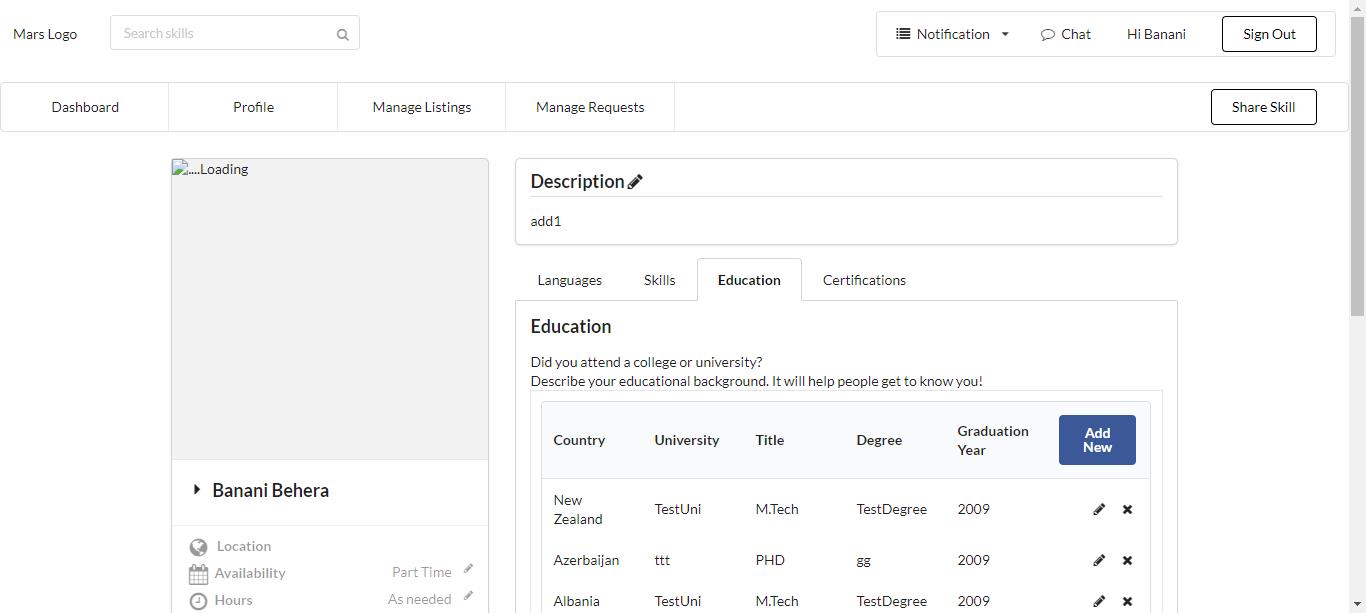 Mars Logo
Search skills
Notification
Chat
Hi Banani
Sign Out
Dashboard
Profile
Manage Listings
Manage Requests
Share Skill
....Loading
Banani Behera
Location
Availability
Part Time
Hours
As needed
Description
add1
Languages
Skills
Education
Certifications
Education
Did you attend a college or university?
Describe your educational background. It will help people get to know you!
Country University Title Degree Graduation Year Add New
New Zealand TestUni M.Tech TestDegree 2009
Azerbaijan ttt PHD gg 2009
Albania TestUni M.Tech TestDegree 2009